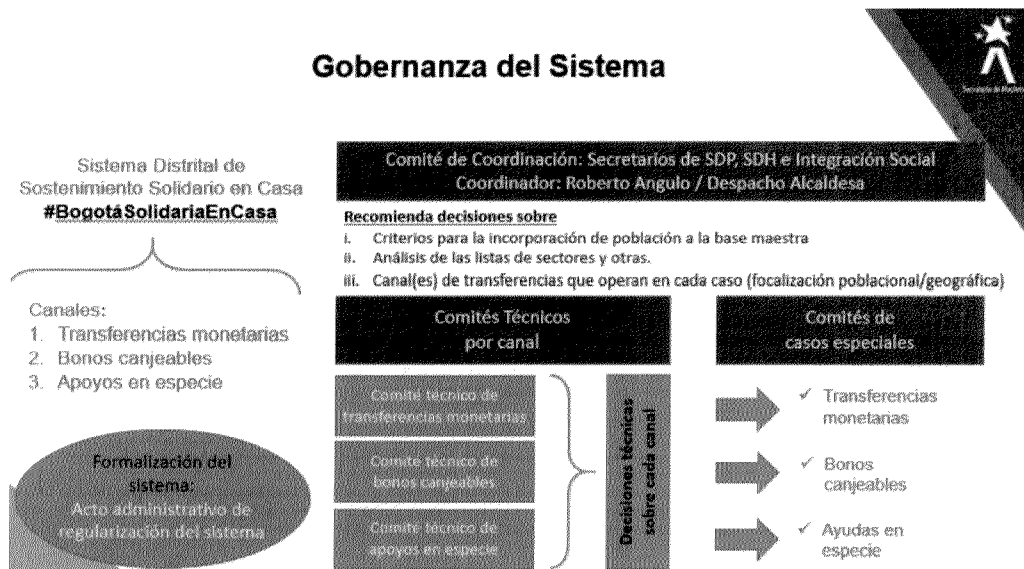 Gobernanza del Sistema
Sistema Distrital de
Sostenimiento Solidario en Casa
#BogotáSolidariaEnCasa
Canales:
1. Transferencias monetarias
2. Bonos canjeables
3. Apoyos en especie
Formalización del
sistema:
Acto administrativo de
regularización del sistema
Comité de Coordinación: Secretarios de SDP, SDH e Integración Social
Coordinador: Roberto Angulo / Despacho Alcaldesa
Recomienda decisiones sobre
i. Criterios para la incorporación de población a la base maestra
ii. Análisis de las listas de sectores y otras.
iii. Canal(es) de transferencias que operan en cada caso (focalización poblacional/geográfica)
Comités Técnicos
por canal
Comité técnico de
transferencias monetarias
Comité técnico de
bonos canjeables
Comité técnico de
apoyos en especie
Decisiones técnicas
sobre cada canal
Comités de
casos especiales
✓ Transferencias
monetarias
✓ Bonos
canjeables
✓ Ayudas en
especie